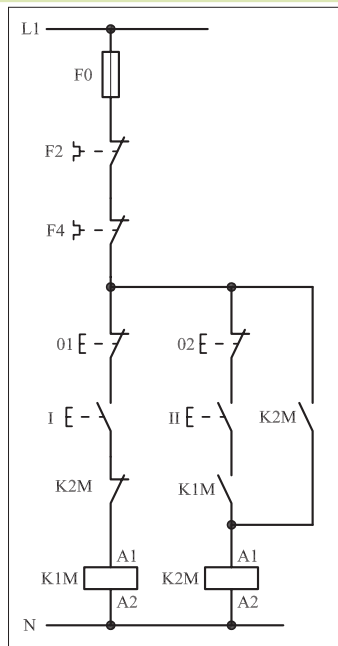 L1
F0
F2
F4
01 02
I II K2M
K2M K1M
A1 A1
K1M K2M
A2 A2
N